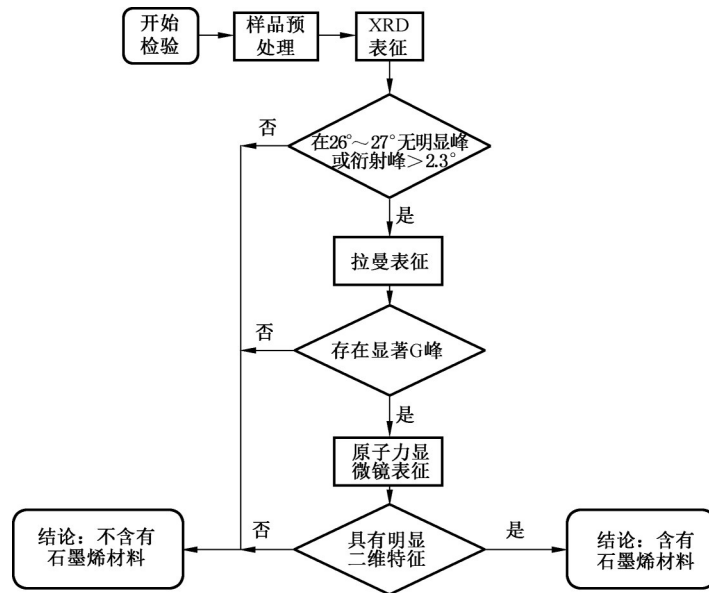 开始
检验
样品预
处理
XRD
表征
否
在26°～27°无明显峰
或衍射峰＞2.3°
是
拉曼表征
否
存在显著G峰
是
原子力显
微镜表征
结论：不含有
石墨烯材料
否
具有明显
二维特征
是
结论：含有
石墨烯材料